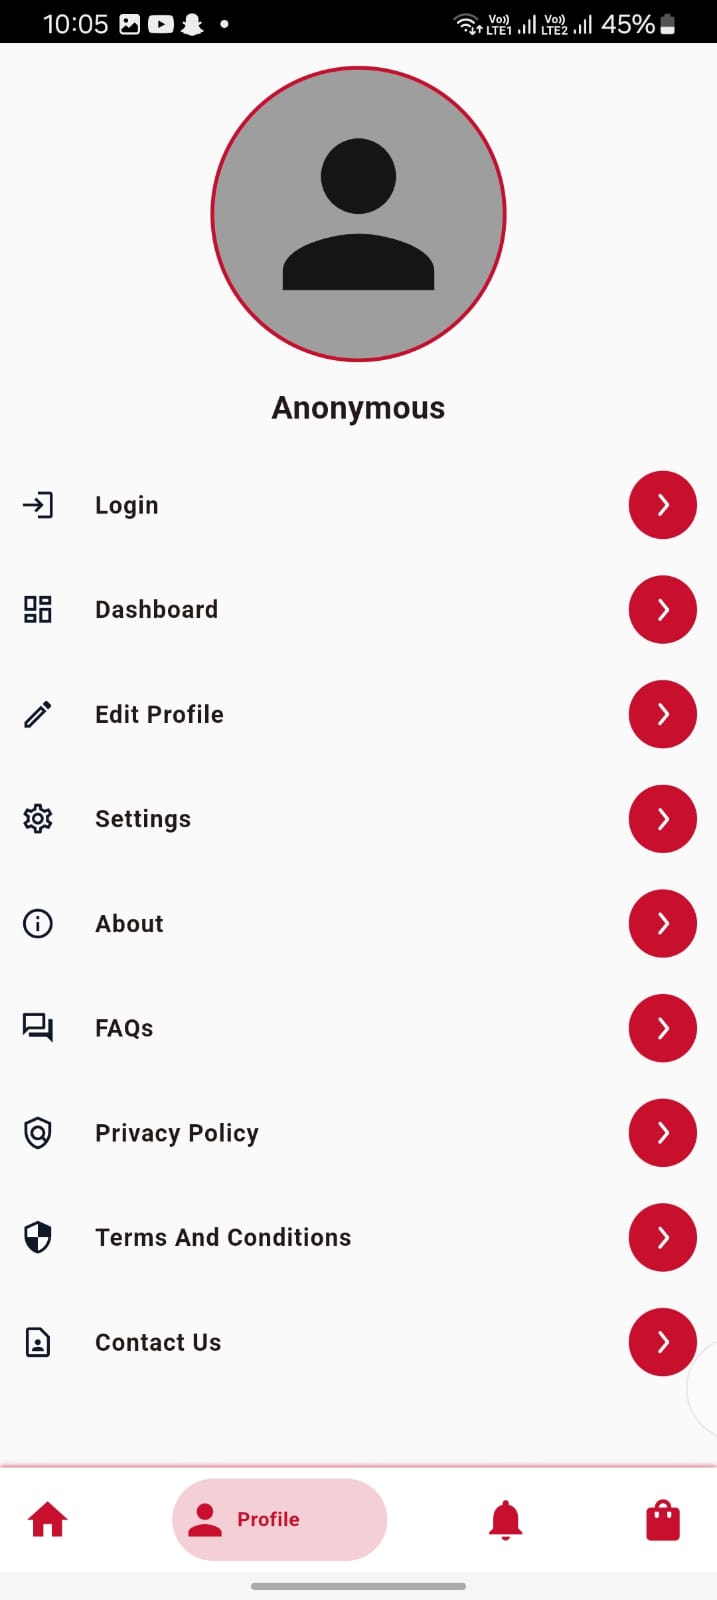 10:05 Vo)) LTE1 Vo)) LTE2 45%
Anonymous
Login
Dashboard
Edit Profile
Settings
About
FAQs
Privacy Policy
Terms And Conditions
Contact Us
Profile